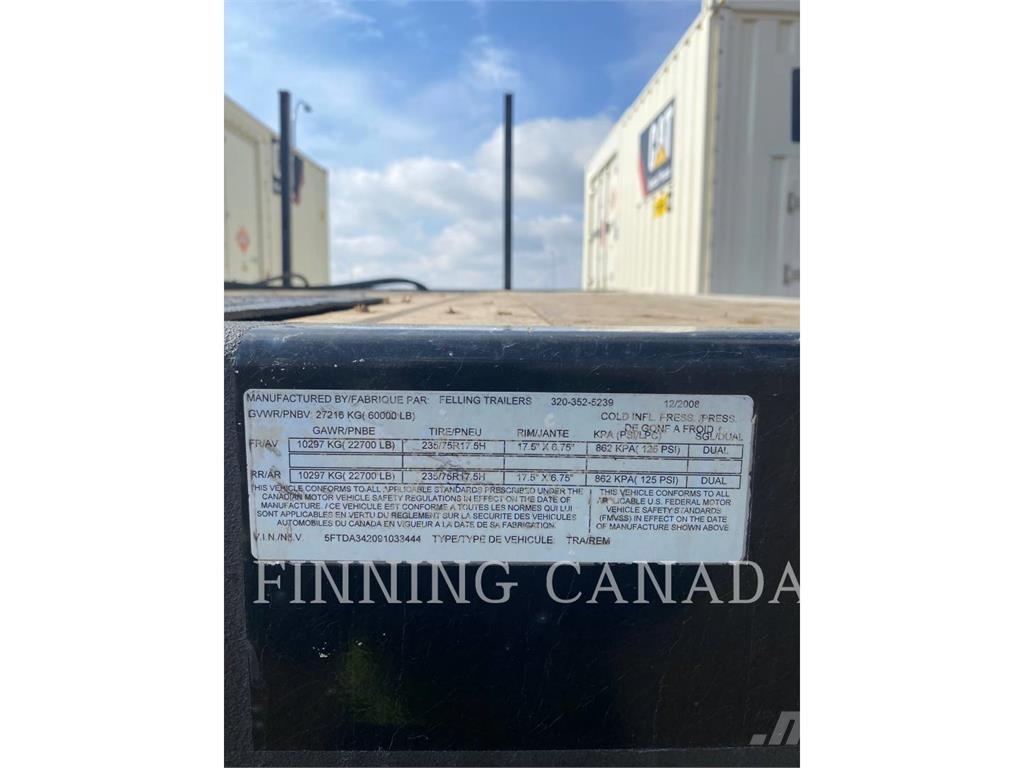 CAT
MANUFACTURED BY/FABRIQUE PAR: FELLING TRAILERS 320-352-5239 12/2008
GVWR/PNBV: 27216 KG( 60000 LB) COLD INFL. PRESS. /PRESS.
DE GONF A FROID /
GAWR/PNBE TIRE/PNEU RIM/JANTE KPA (PSI/LPC) SGL/DUAL
FR/AV 10297 KG( 22700 LB) 235/75R17.5H 17.5" X 6.75" 862 KPA( 125 PSI) DUAL
RR/AR 10297 KG( 22700 LB) 235/75R17.5H 17.5" X 6.75" 862 KPA( 125 PSI) DUAL
THIS VEHICLE CONFORMS TO ALL APPLICABLE STANDARDS PRESCRIBED UNDER THE
CANADIAN MOTOR VEHICLE SAFETY REGULATIONS IN EFFECT ON THE DATE OF
MANUFACTURE. / CE VEHICULE EST CONFORME A TOUTES LES NORMES QUI LUI
SONT APPLICABLES EN VERTU DU REGLEMENT SUR LA SECURITE DES VEHICULES
AUTOMOBILES DU CANADA EN VIGUEUR A LA DATE DE SA FABRICATION.
THIS VEHICLE CONFORMS TO ALL
APPLICABLE U.S. FEDERAL MOTOR
VEHICLE SAFETY STANDARDS
(FMVSS) IN EFFECT ON THE DATE
OF MANUFACTURE SHOWN ABOVE
V.I.N./N.I.V. 5FTDA342091033444 TYPE/TYPE DE VEHICULE: TRA/REM
FINNING CANADA